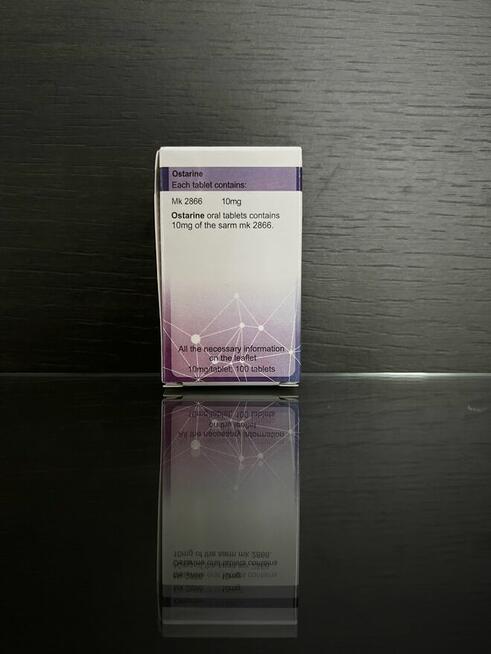 Ostarine
Each tablet contains:
Mk 2866 10mg
Ostarine oral tablets contains
10mg of the sarm mk 2866.
All the necessary information
on the leaflet
10mg/tablet; 100 tablets